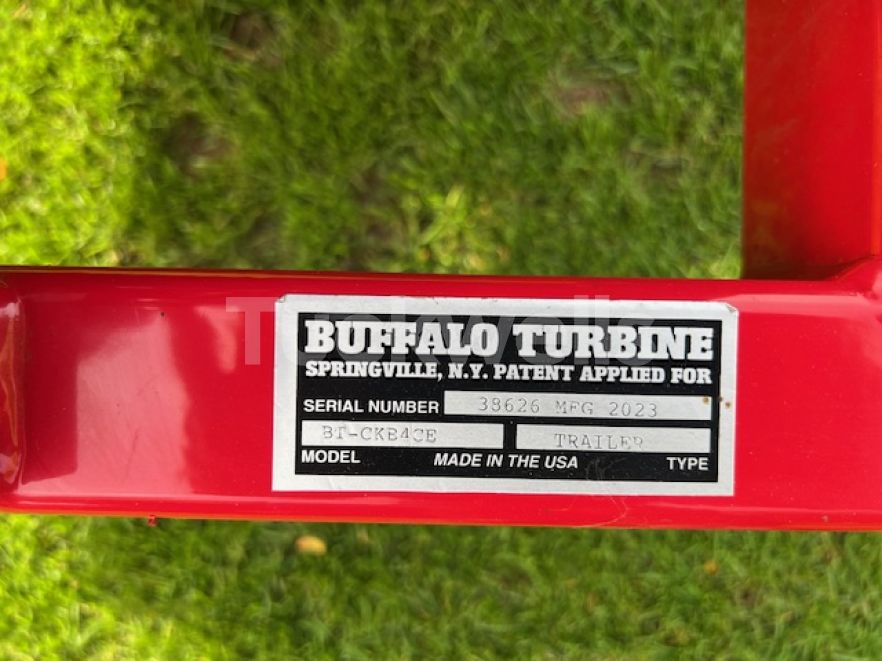 BUFFALO TURBINE
SPRINGVILLE, N.Y. PATENT APPLIED FOR
SERIAL NUMBER 38626 MFG 2023
BT-CKB4CE TRAILER
MODEL MADE IN THE USA TYPE